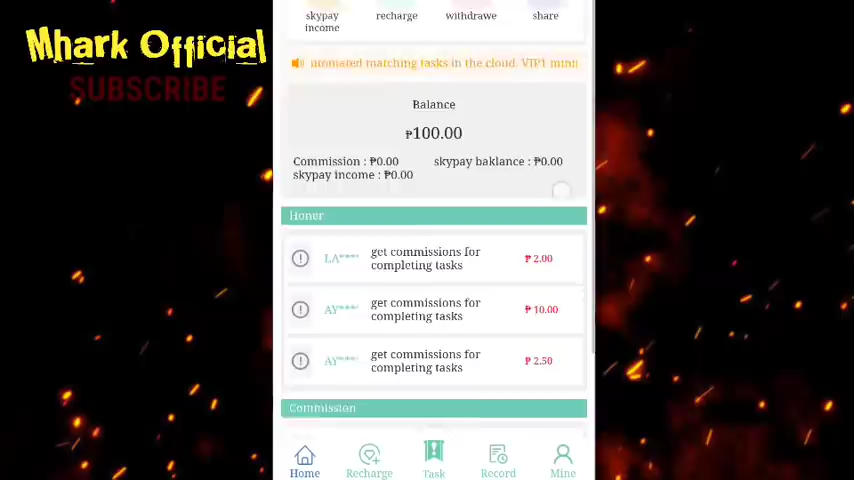 Mhark Official
SUBSCRIBE
skypay income
recharge
withdrawe
share
tasks in the cloud. VIP1
Balance
₱100.00
Commission : ₱0.00
skypay baklance : ₱0.00
skypay income : ₱0.00
Honer
LA****
get commissions for
completing tasks
₱ 2.00
AY****
get commissions for
completing tasks
₱ 10.00
AY****
get commissions for
completing tasks
₱ 2.50
Commission
Home
Recharge
Task
Record
Mine